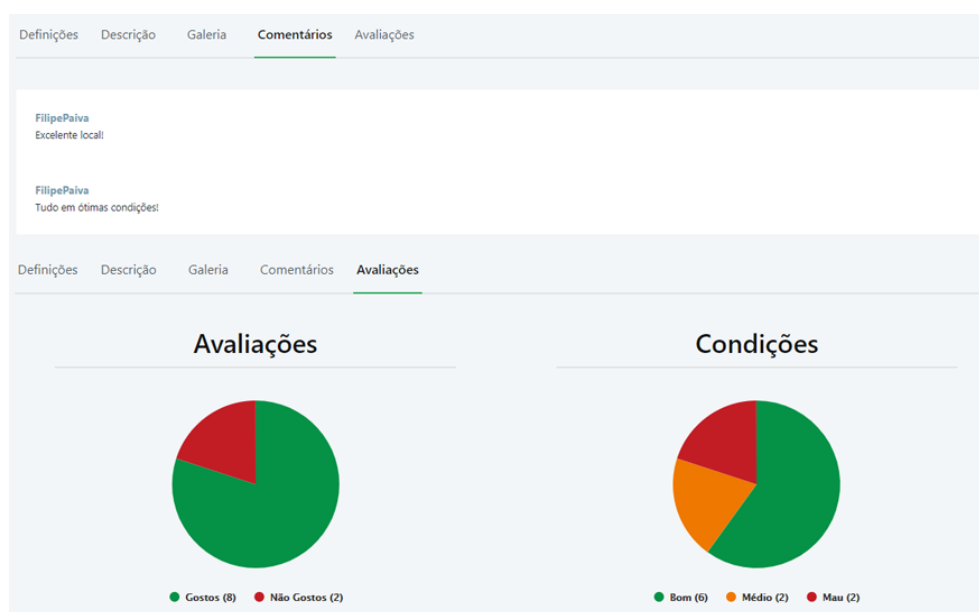 Definições Descrição Galeria Comentários Avaliações
FilipePaiva
Excelente local!
FilipePaiva
Tudo em ótimas condições!
Definições Descrição Galeria Comentários Avaliações
Avaliações Condições
Gostos (8) Não Gostos (2) Bom (6) Médio (2) Mau (2)